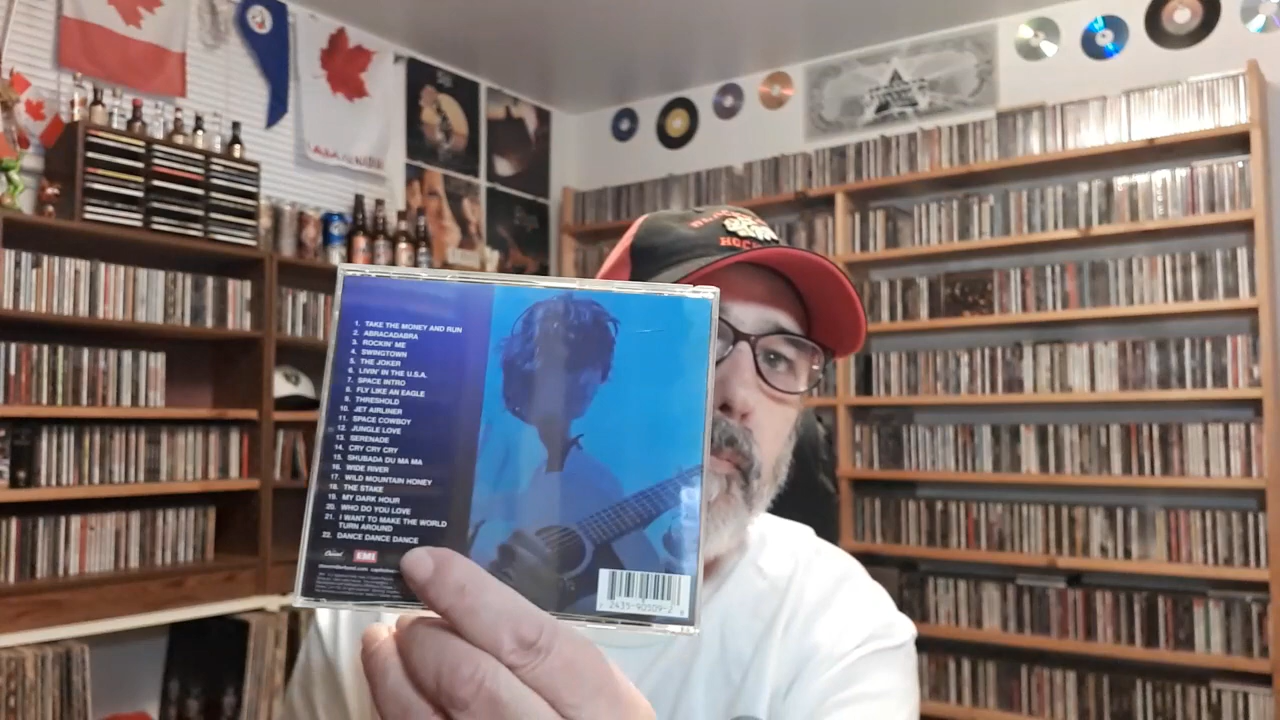 HOC
1. TAKE THE MONEY AND RUN
2. ABRACADABRA
3. ROCKIN' ME
4. SWINGTOWN
5. THE JOKER
6. LIVIN' IN THE U.S.A.
7. SPACE INTRO
8. FLY LIKE AN EAGLE
9. THRESHOLD
10. JET AIRLINER
11. SPACE COWBOY
12. JUNGLE LOVE
13. SERENADE
14. CRY CRY CRY
15. SHUBADA DU MA MA
16. WIDE RIVER
17. WILD MOUNTAIN HONEY
18. THE STAKE
19. MY DARK HOUR
20. WHO DO YOU LOVE
21. I WANT TO MAKE THE WORLD
TURN AROUND
22. DANCE DANCE DANCE
Capitol EMI